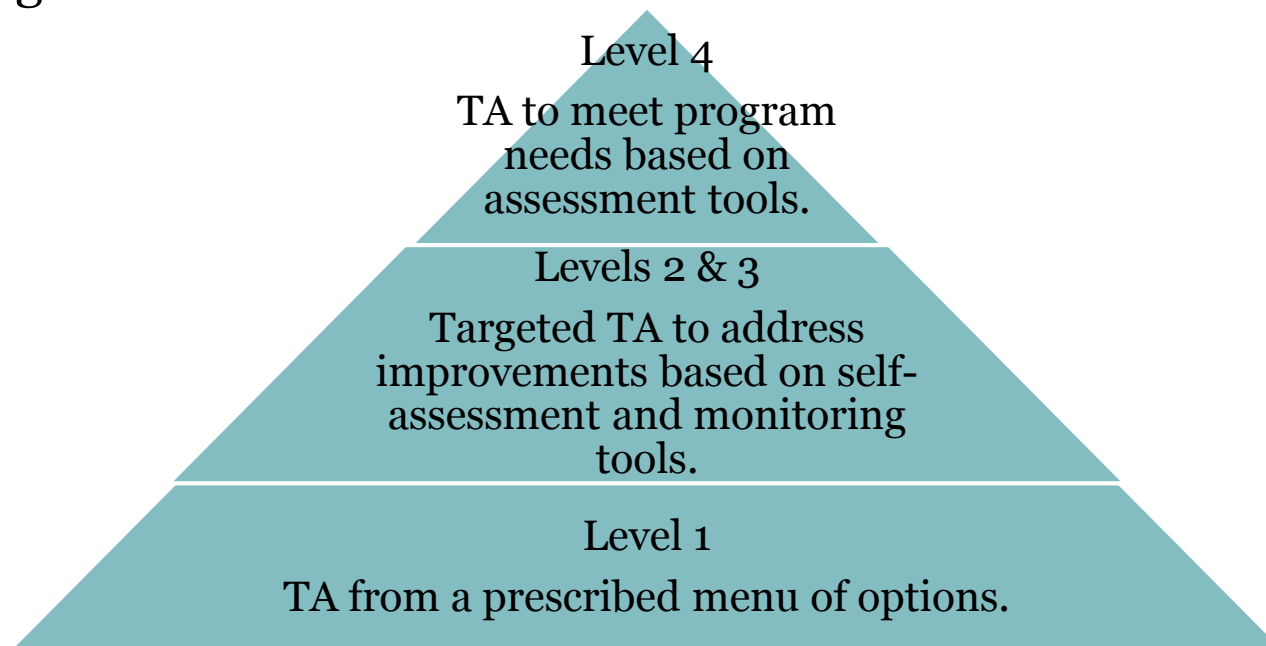 g
Level 4
TA to meet program
needs based on
assessment tools.
Levels 2 & 3
Targeted TA to address
improvements based on self-
assessment and monitoring
tools.
Level 1
TA from a prescribed menu of options.